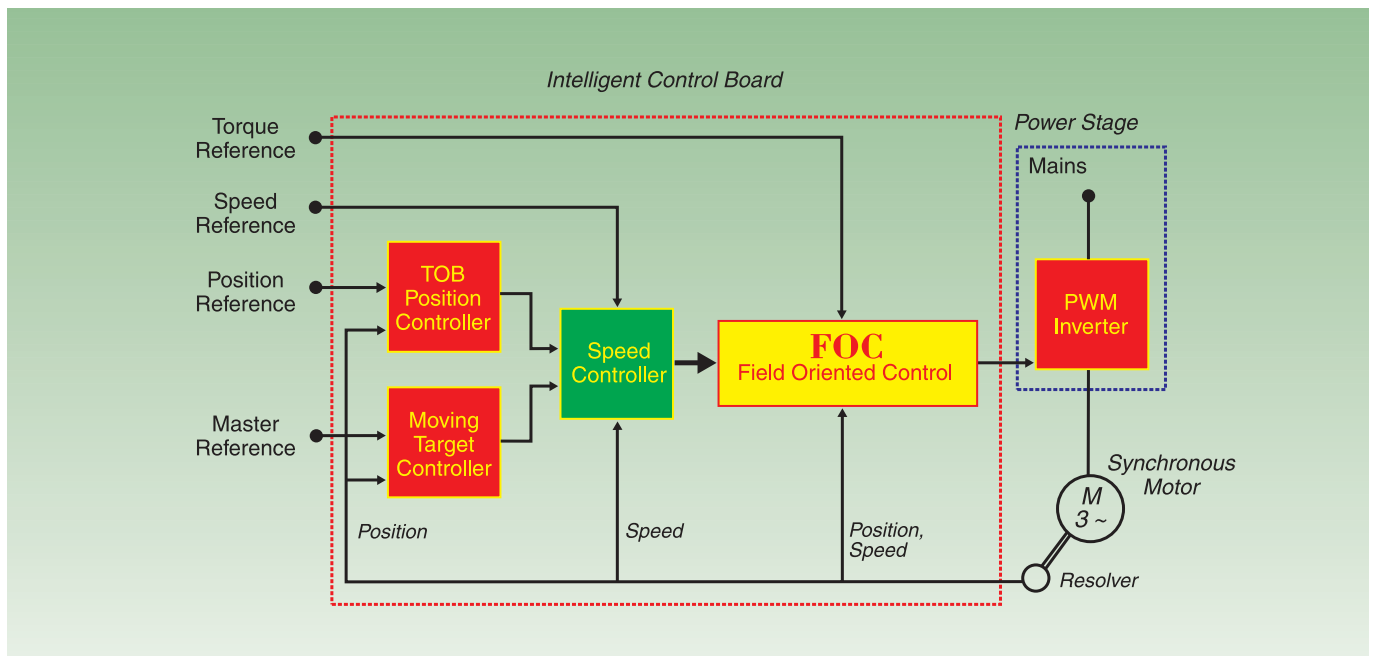 Intelligent Control Board
Torque
Reference
Power Stage
Mains
Speed
Reference
Position
Reference
TOB
Position
Controller
PWM
Inverter
Speed
Controller
FOC
Field Oriented Control
Master
Reference
Moving
Target
Controller
Synchronous
Motor
M
3 ~
Position
Speed
Position,
Speed
Resolver